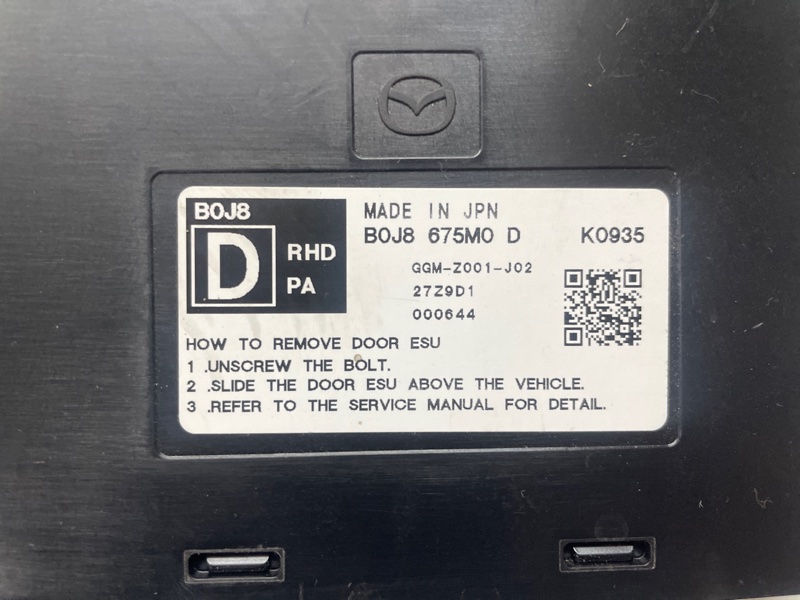 B0J8
D
RHD
PA
MADE IN JPN
B0J8 675M0 D K0935
GGM-Z001-J02
27Z9D1
000644
HOW TO REMOVE DOOR ESU
1 .UNSCREW THE BOLT.
2 .SLIDE THE DOOR ESU ABOVE THE VEHICLE.
3 .REFER TO THE SERVICE MANUAL FOR DETAIL.